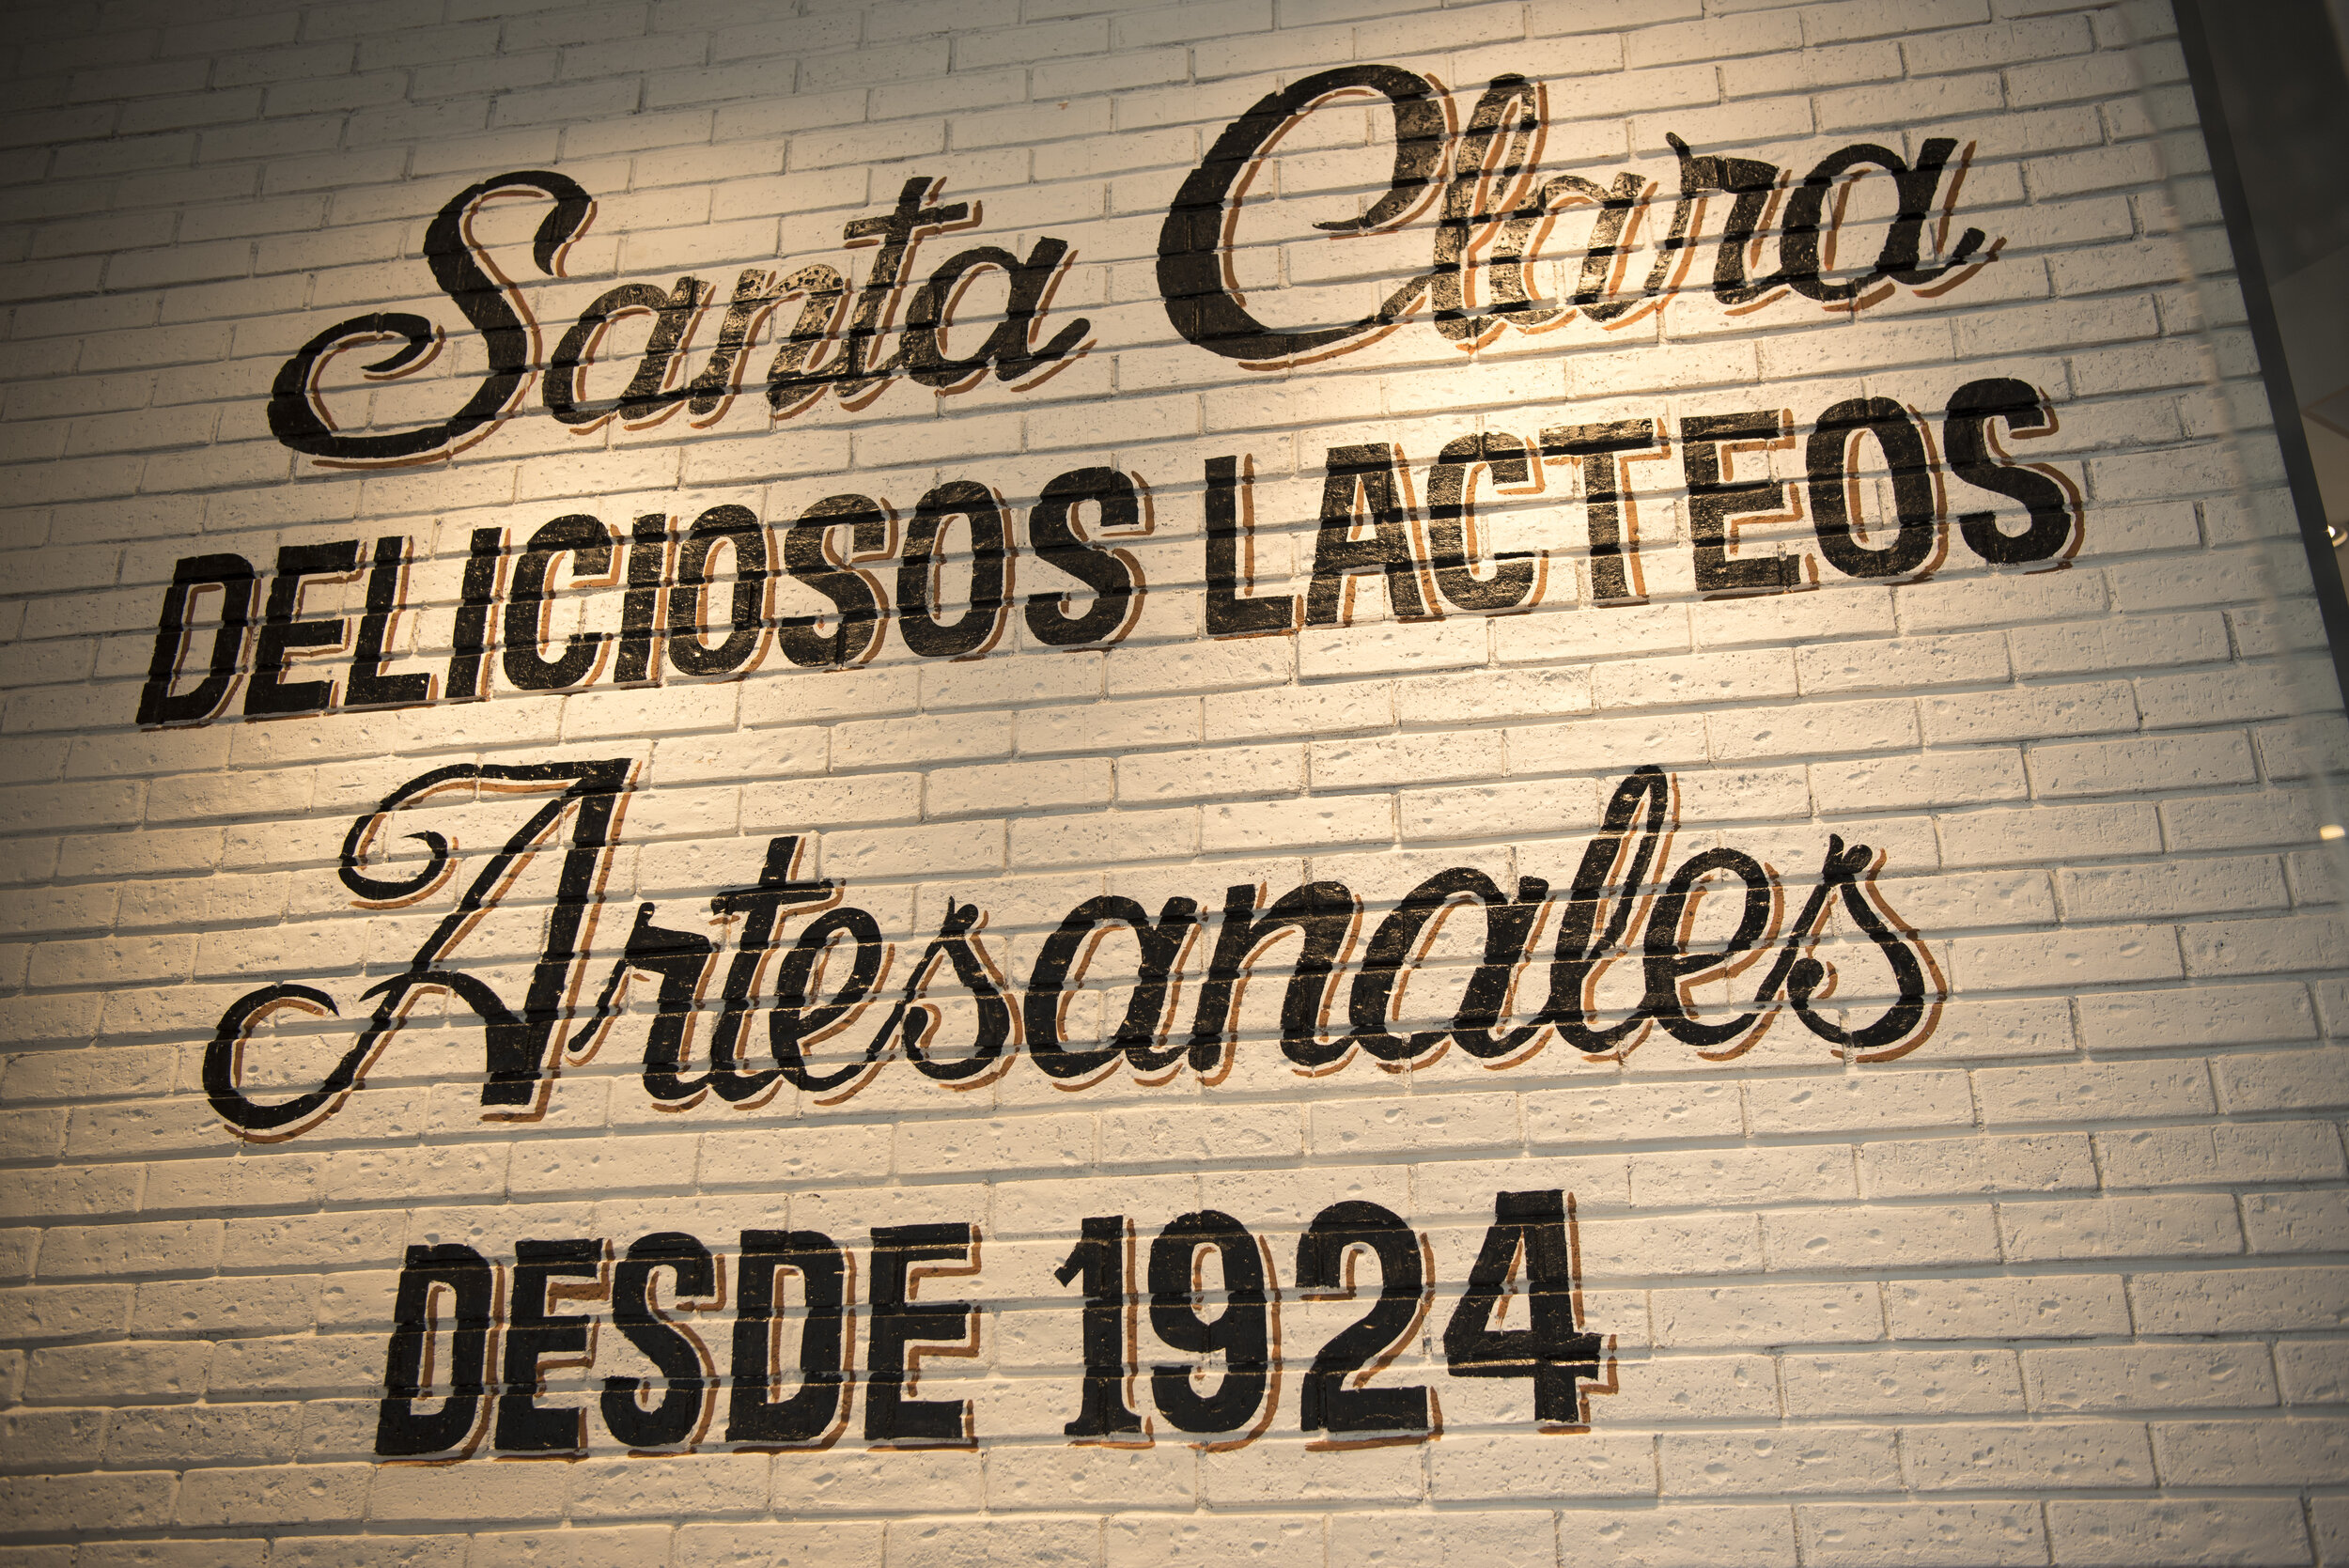 Santa Clara
DELICIOSOS LACTEOS
Artesanales
DESDE 1924